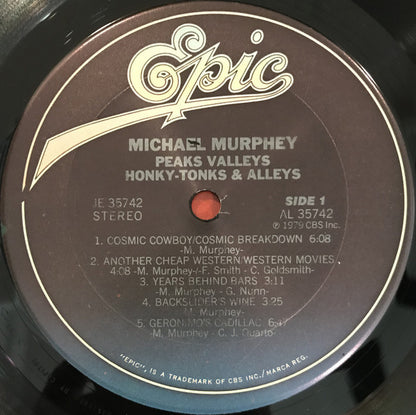 Epic
MICHAEL MURPHEY
PEAKS VALLEYS
HONKY-TONKS & ALLEYS
JE 35742
STEREO
SIDE 1
AL 35742
℗ 1979 CBS Inc.
1. COSMIC COWBOY/COSMIC BREAKDOWN 6:08
-M. Murphey-
2. ANOTHER CHEAP WESTERN/WESTERN MOVIES
4:08 -M. Murphey-/-F. Smith - C. Goldsmith-
3. YEARS BEHIND BARS 3:11
-M. Murphey - G. Nunn-
4. BACKSLIDER'S WINE 3:25
-M. Murphey-
5. GERONIMO'S CADILLAC
-M. Murphey - C. J. Quarto-
"EPIC", IS A TRADEMARK OF CBS INC./MARCA REG.